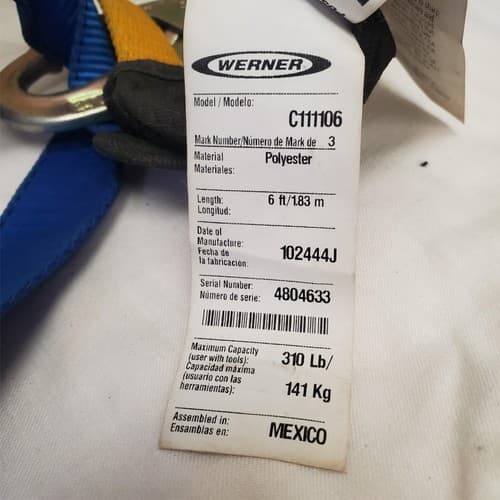 WERNER
Model / Modelo:
C111106
Mark Number/Número de Mark de 3
Material Polyester
Materiales:
Length: 6 ft/1.83 m
Longitud:
Date of
Manufacture:
Fecha de 102444J
la fabricación:
Serial Number:
Número de serie: 4804633
Maximum Capacity
(user with tools): 310 Lb/
Capacidad máxima
(usuario con las 141 Kg
herramientas):
Assembled in:
Ensamblas en: MEXICO